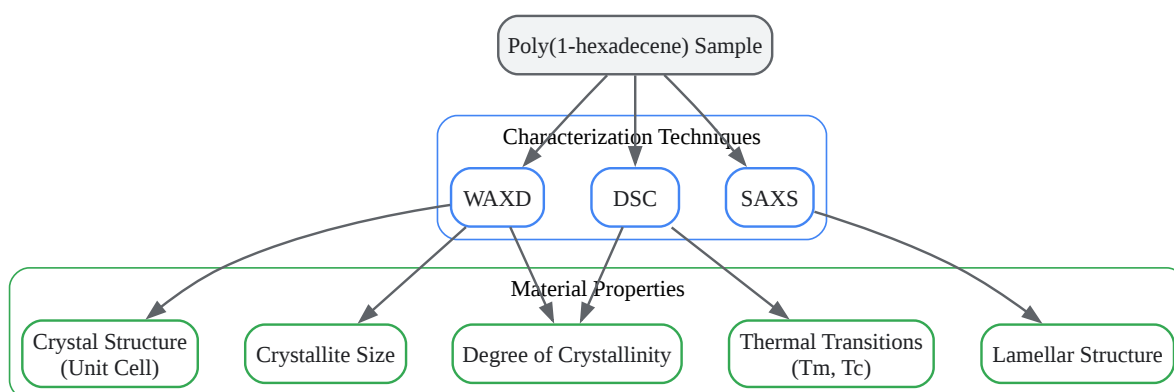 Poly(1-hexadecene) Sample
Characterization Techniques
WAXD
DSC
SAXS
Material Properties
Crystal Structure
(Unit Cell)
Crystallite Size
Degree of Crystallinity
Thermal Transitions
(Tm, Tc)
Lamellar Structure